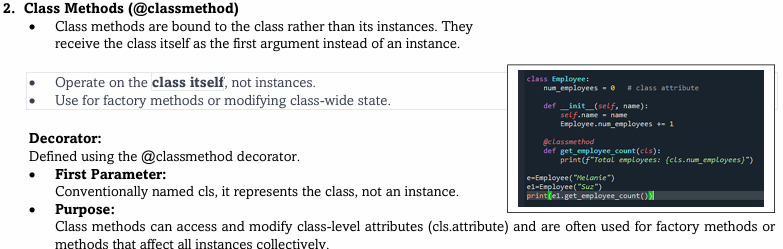 2. Class Methods (@classmethod)
• Class methods are bound to the class rather than its instances. They
receive the class itself as the first argument instead of an instance.
• Operate on the class itself, not instances.
• Use for factory methods or modifying class-wide state.
class Employee:
    num_employees = 0   # class attribute
    def __init__(self, name):
        self.name = name
        Employee.num_employees += 1
    @classmethod
    def get_employee_count(cls):
        print(f"Total employees: {cls.num_employees}")
e=Employee("Melanie")
e1=Employee("Suz")
print(e1.get_employee_count())
Decorator:
Defined using the @classmethod decorator.
• First Parameter:
Conventionally named cls, it represents the class, not an instance.
• Purpose:
Class methods can access and modify class-level attributes (cls.attribute) and are often used for factory methods or
methods that affect all instances collectively.